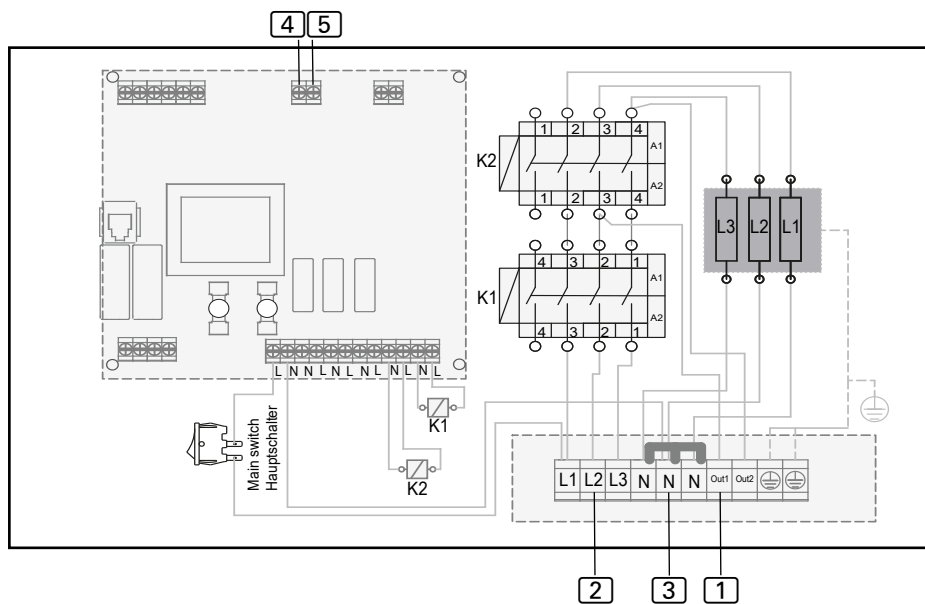 4 5
1 2 3 4
K2
A1
A2
1 2 3 4
4 3 2 1
K1
A1
A2
4 3 2 1
L3 L2 L1
L N N L N L N L N L N L
K1
K2
Main switch
Hauptschalter
L1 L2 L3 N N N Out1 Out2
2 3 1